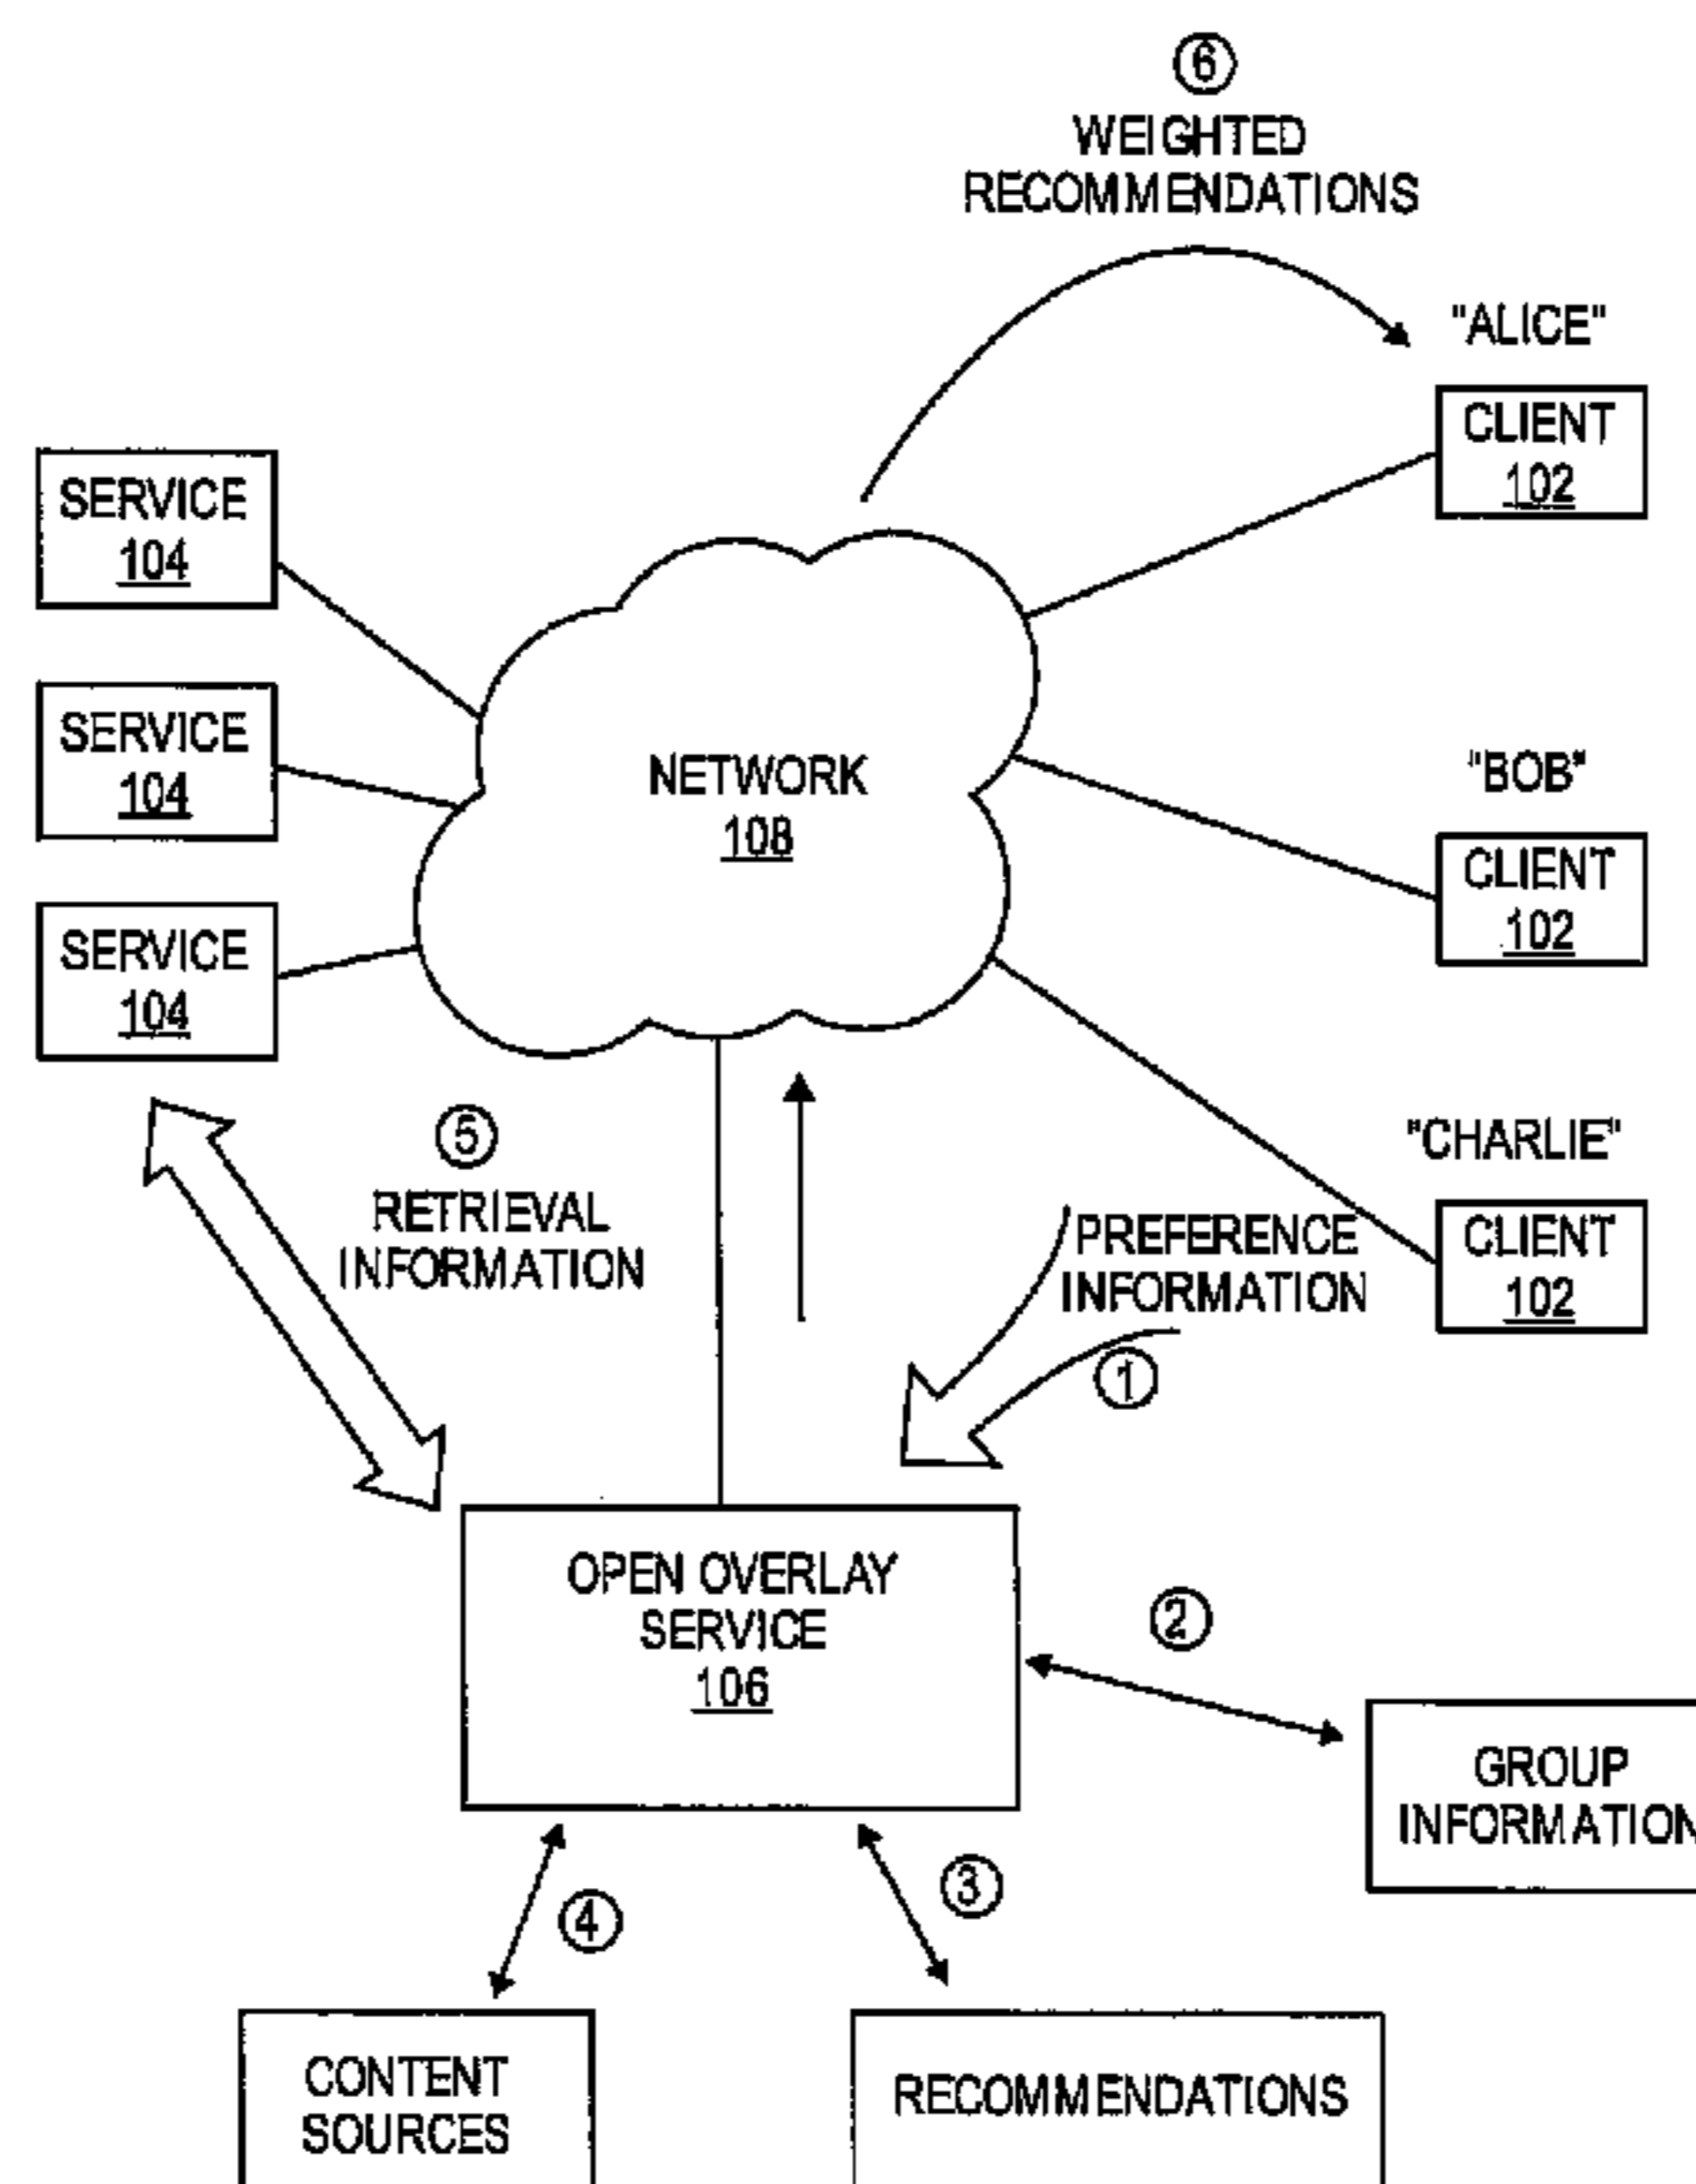 6
WEIGHTED
RECOMMENDATIONS
"ALICE"
CLIENT
102
SERVICE
104
SERVICE
104
NETWORK
108
"BOB"
CLIENT
102
SERVICE
104
5
RETRIEVAL
INFORMATION
"CHARLIE"
CLIENT
102
PREFERENCE
INFORMATION
1
OPEN OVERLAY
SERVICE
106
2
GROUP
INFORMATION
3
4
CONTENT
SOURCES
RECOMMENDATIONS